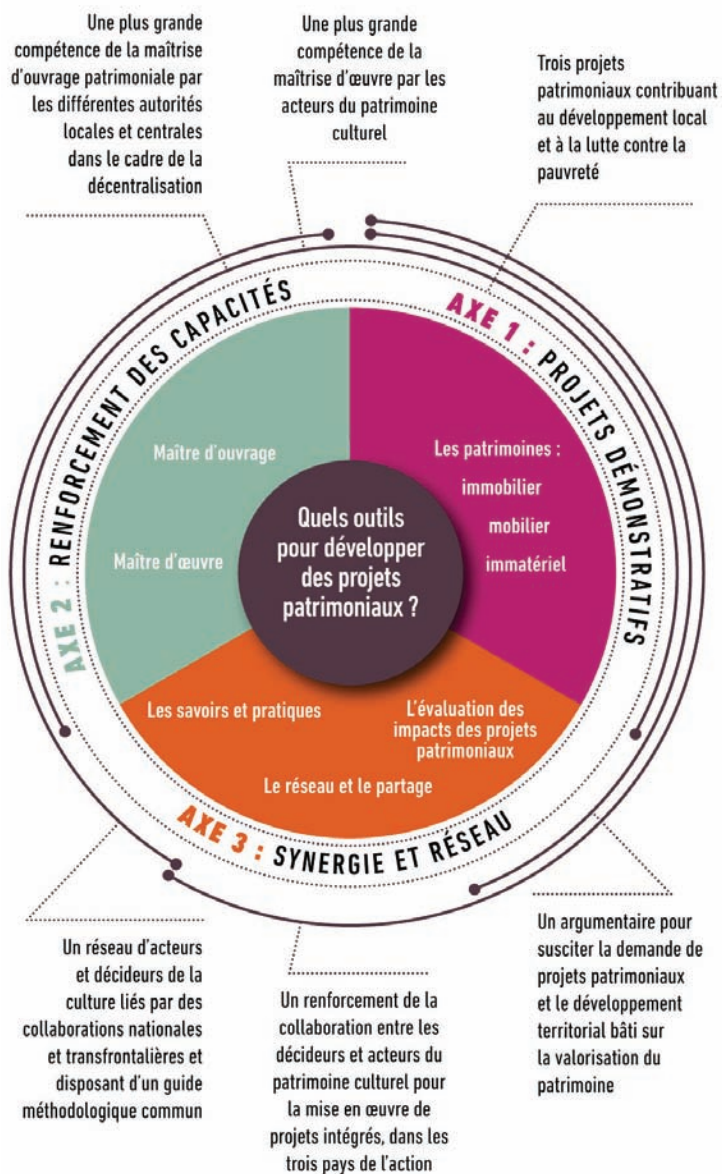 Une plus grande
compétence de la maîtrise
d'ouvrage patrimoniale par
les différentes autorités
locales et centrales
dans le cadre de la
décentralisation
Une plus grande
compétence de la
maîtrise d'œuvre par les
acteurs du patrimoine
culturel
Trois projets
patrimoniaux contribuant
au développement local
et à la lutte contre la
pauvreté
AXE 1 : PROJETS DÉMONSTRATIFS
AXE 2 : RENFORCEMENT DES CAPACITÉS
Maître d'ouvrage
Maître d'œuvre
Les patrimoines :
immobilier
mobilier
immatériel
Quels outils
pour développer
des projets
patrimoniaux ?
Les savoirs et pratiques
L'évaluation des
impacts des projets
patrimoniaux
Le réseau et le partage
AXE 3 : SYNERGIE ET RÉSEAU
Un réseau d'acteurs
et décideurs de la
culture liés par des
collaborations nationales
et transfrontalières et
disposant d'un guide
méthodologique commun
Un renforcement de la
collaboration entre les
décideurs et acteurs du
patrimoine culturel pour
la mise en œuvre de
projets intégrés, dans les
trois pays de l'action
Un argumentaire pour
susciter la demande de
projets patrimoniaux
et le développement
territorial bâti sur
la valorisation du
patrimoine